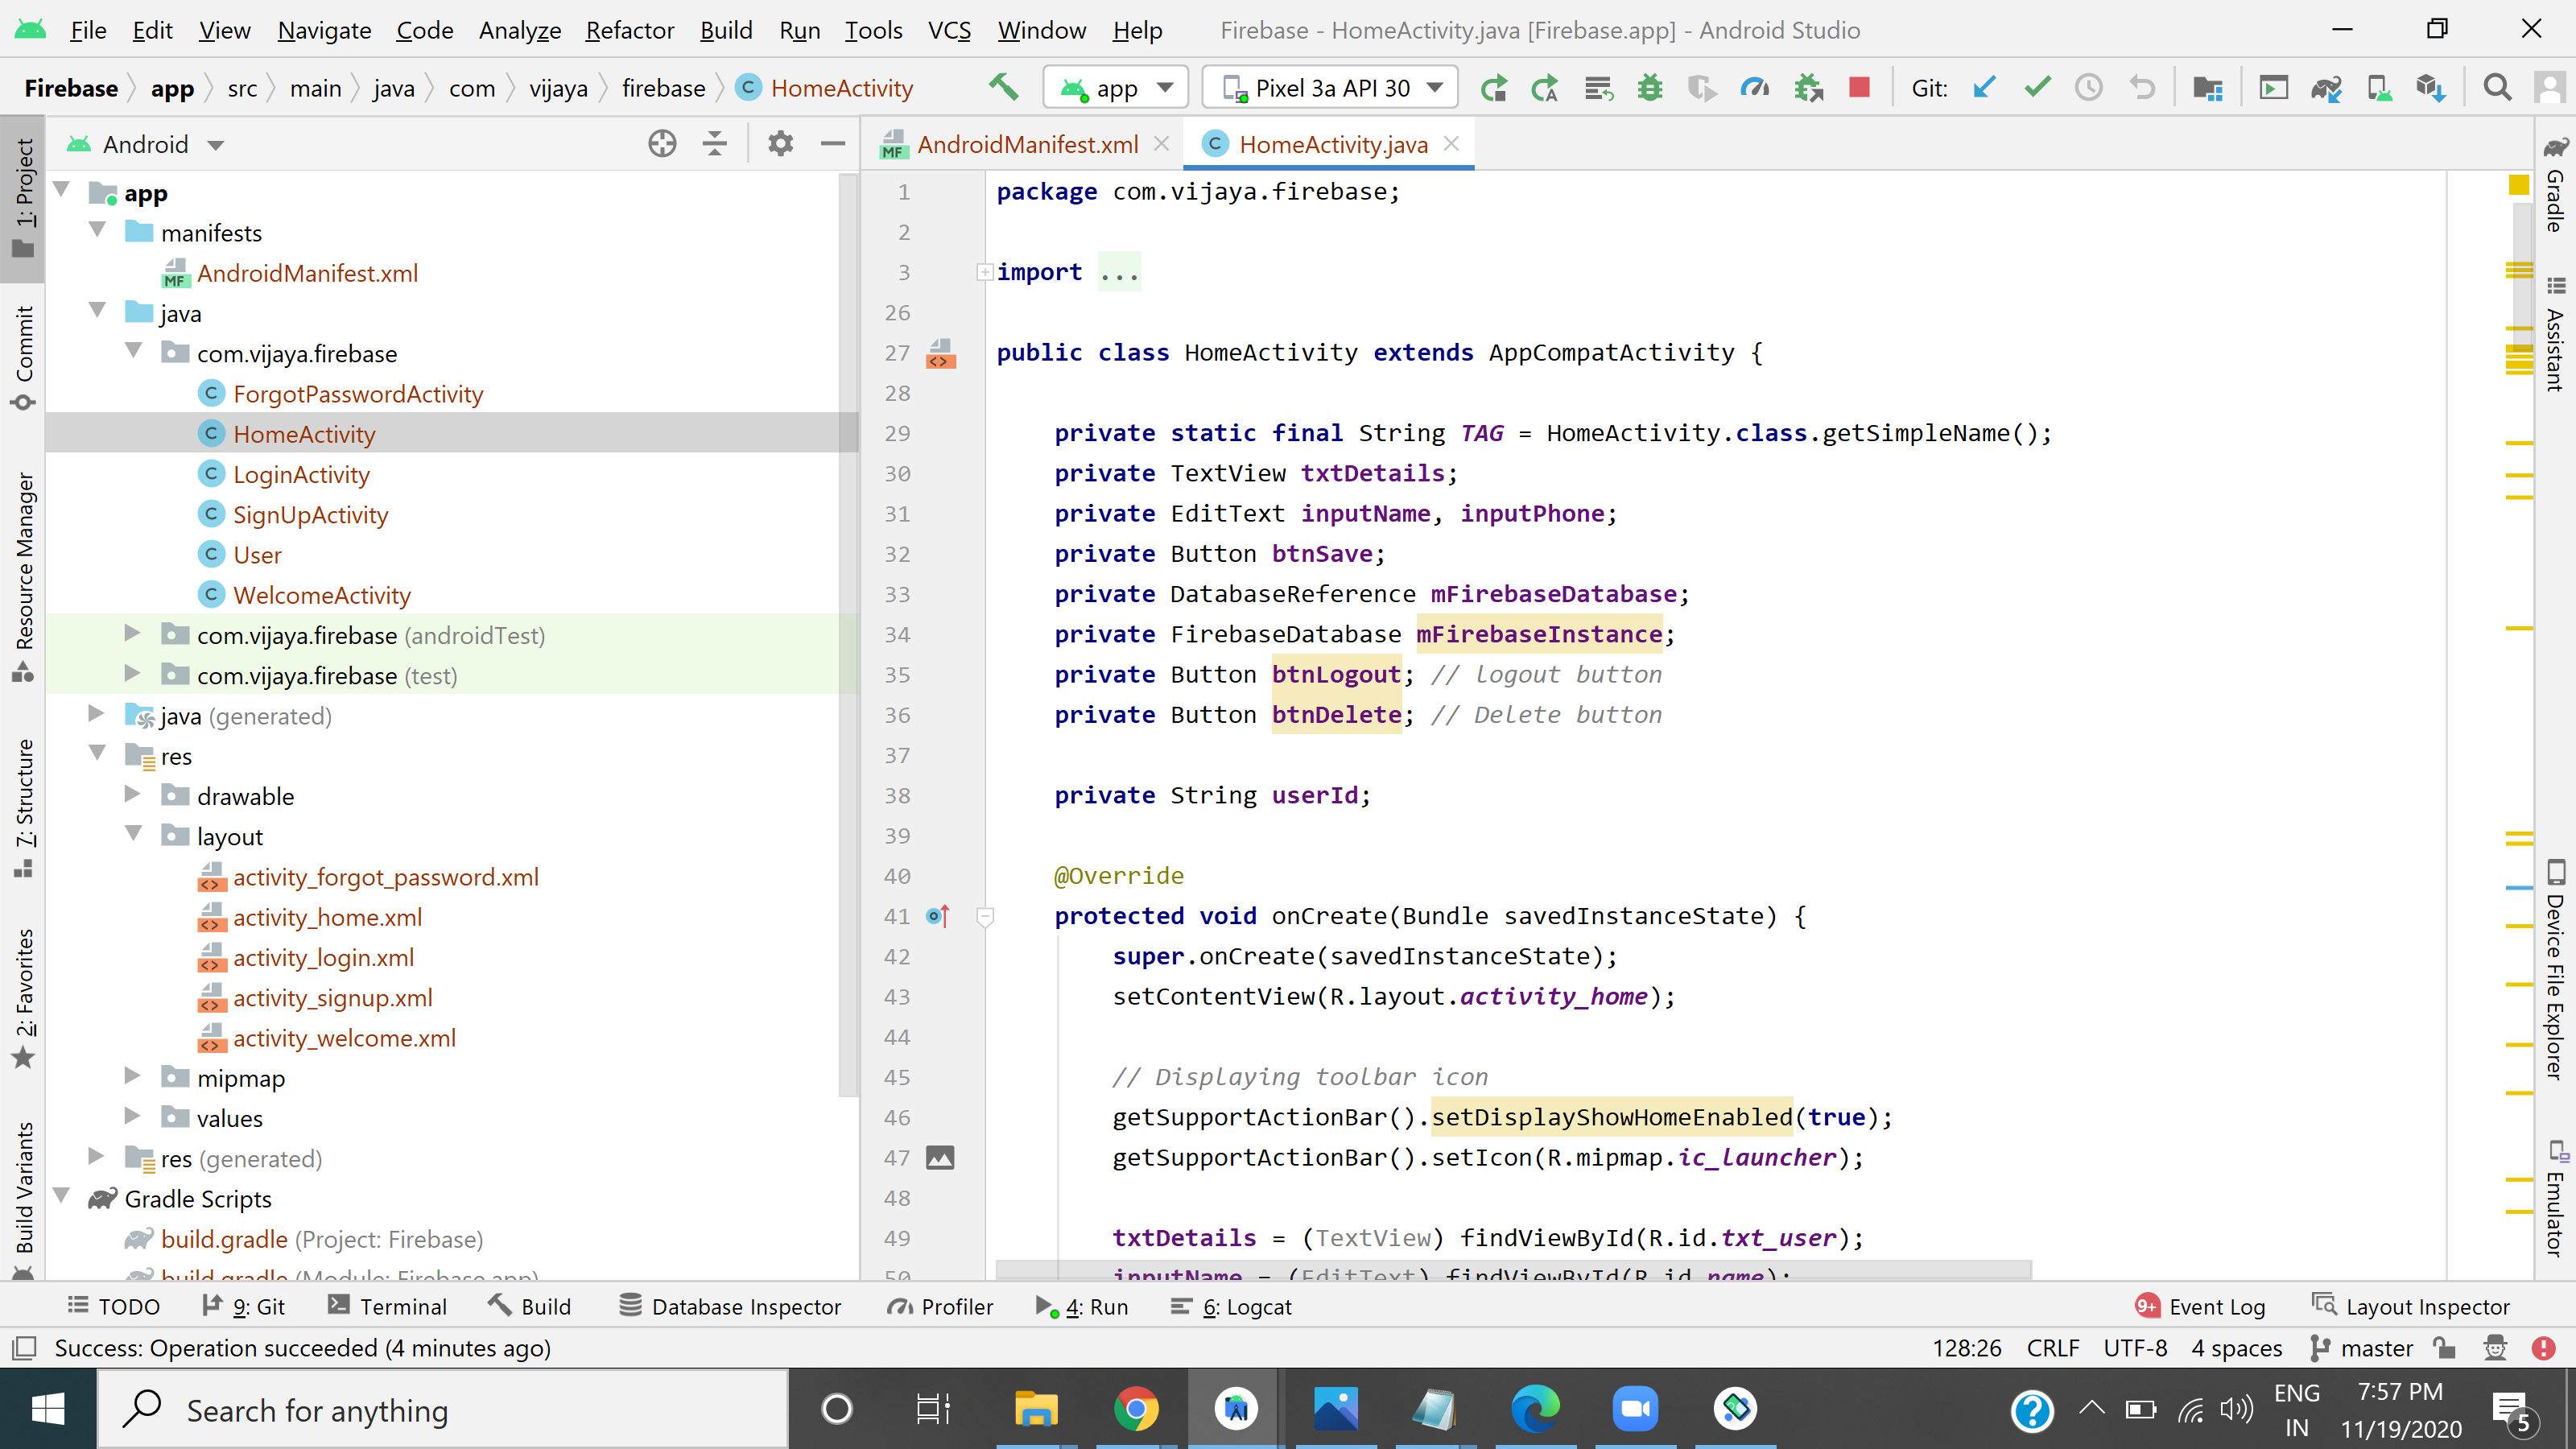 File Edit View Navigate Code Analyze Refactor Build Run Tools VCS Window Help Firebase - HomeActivity.java [Firebase.app] - Android Studio
Firebase app src main java com vijaya firebase C HomeActivity app Pixel 3a API 30 Git:
Android
AndroidManifest.xml HomeActivity.java
1: Project
Commit
Resource Manager
7: Structure
2: Favorites
Build Variants
app
manifests
AndroidManifest.xml
java
com.vijaya.firebase
ForgotPasswordActivity
HomeActivity
LoginActivity
SignUpActivity
User
WelcomeActivity
com.vijaya.firebase (androidTest)
com.vijaya.firebase (test)
java (generated)
res
drawable
layout
activity_forgot_password.xml
activity_home.xml
activity_login.xml
activity_signup.xml
activity_welcome.xml
mipmap
values
res (generated)
Gradle Scripts
build.gradle (Project: Firebase)
build.gradle (Module: Firebase.app)
1 package com.vijaya.firebase;
2
3 import ...
26
27 public class HomeActivity extends AppCompatActivity {
28
29 private static final String TAG = HomeActivity.class.getSimpleName();
30 private TextView txtDetails;
31 private EditText inputName, inputPhone;
32 private Button btnSave;
33 private DatabaseReference mFirebaseDatabase;
34 private FirebaseDatabase mFirebaseInstance;
35 private Button btnLogout; // logout button
36 private Button btnDelete; // Delete button
37
38 private String userId;
39
40 @Override
41 protected void onCreate(Bundle savedInstanceState) {
42 super.onCreate(savedInstanceState);
43 setContentView(R.layout.activity_home);
44
45 // Displaying toolbar icon
46 getSupportActionBar().setDisplayShowHomeEnabled(true);
47 getSupportActionBar().setIcon(R.mipmap.ic_launcher);
48
49 txtDetails = (TextView) findViewById(R.id.txt_user);
50 inputName = (EditText) findViewById(R.id.name);
Gradle
Assistant
Device File Explorer
Emulator
TODO 9: Git Terminal Build Database Inspector Profiler 4: Run 6: Logcat 9+ Event Log Layout Inspector
Success: Operation succeeded (4 minutes ago) 128:26 CRLF UTF-8 4 spaces master
Search for anything
ENG
IN
7:57 PM
11/19/2020
5